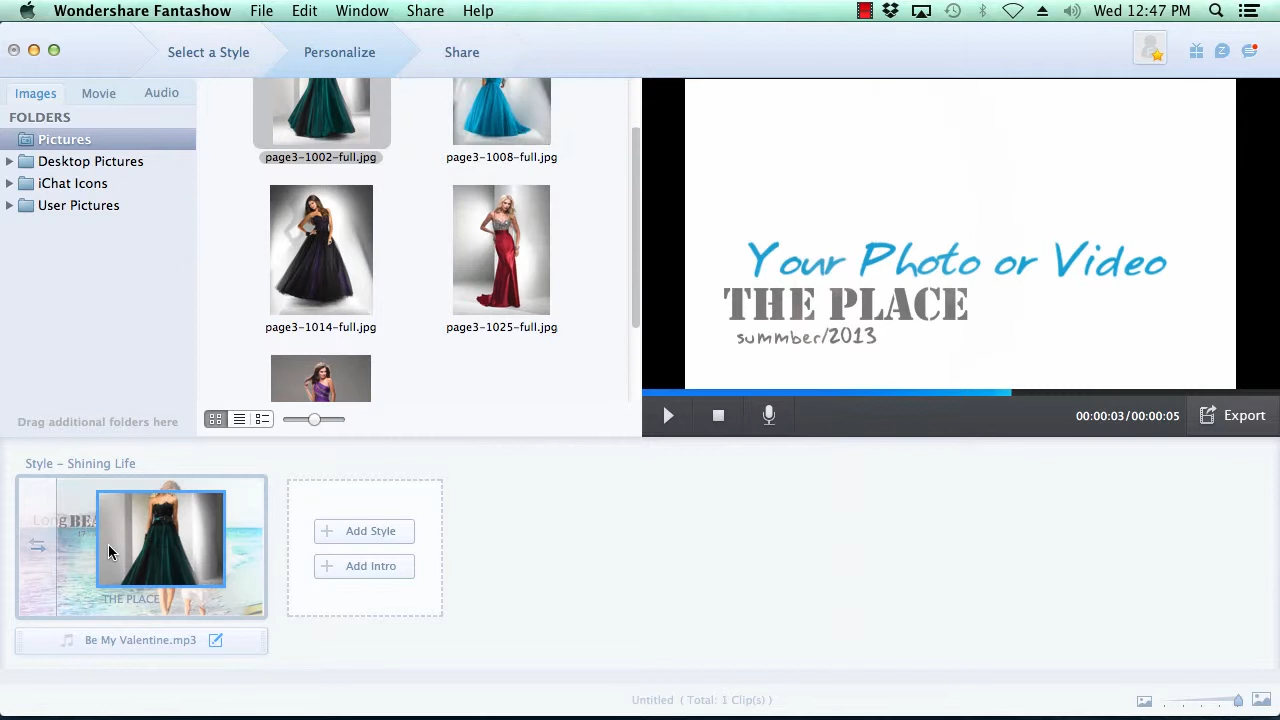 Wondershare Fantashow File Edit Window Share Help
Wed 12:47 PM
Select a Style
Personalize
Share
Images
Movie
Audio
FOLDERS
Pictures
Desktop Pictures
iChat Icons
User Pictures
Drag additional folders here
page3-1002-full.jpg
page3-1008-full.jpg
page3-1014-full.jpg
page3-1025-full.jpg
Your Photo or Video
THE PLACE
summber/2013
00:00:03/00:00:05
Export
Style – Shining Life
Long
THE PLACE
Be My Valentine.mp3
Add Style
Add Intro
Untitled ( Total: 1 Clip(s) )